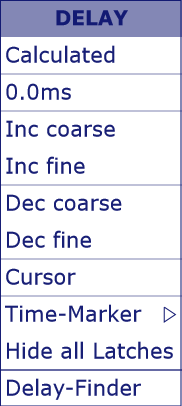 DELAY
Calculated
0.0ms
Inc coarse
Inc fine
Dec coarse
Dec fine
Cursor
Time-Marker
Hide all Latches
Delay-Finder